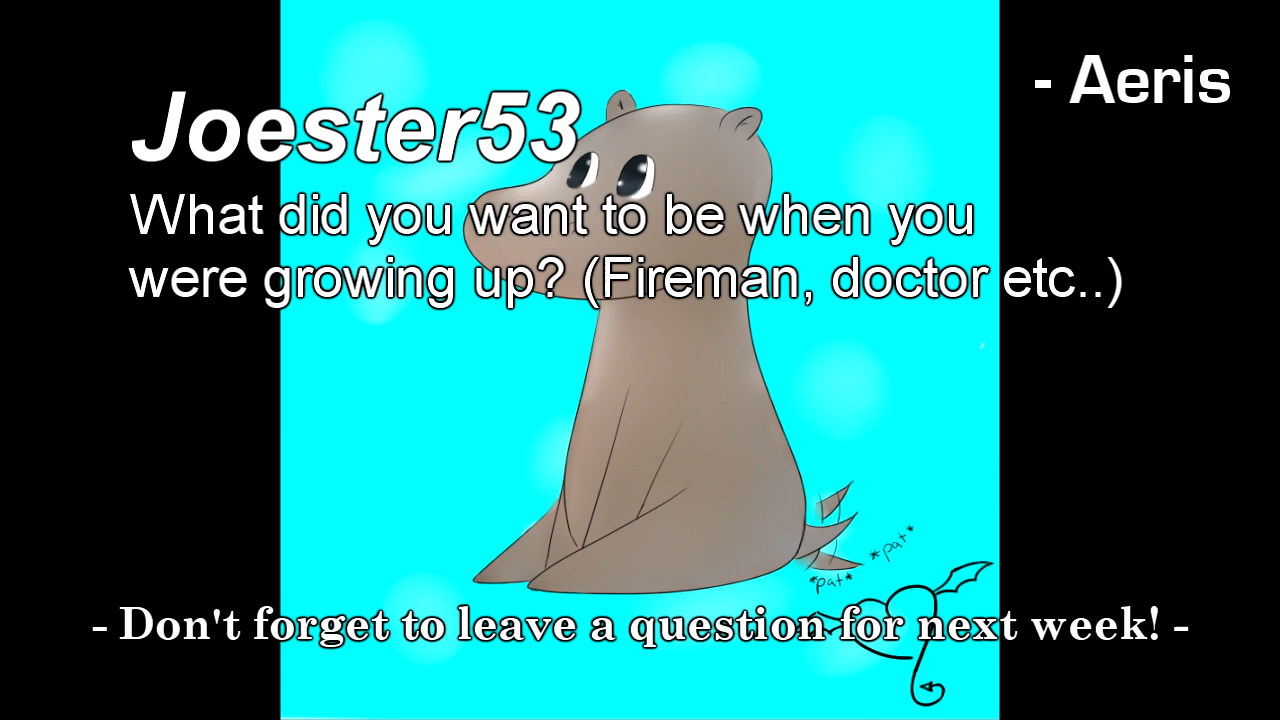 - Aeris
Joester53
What did you want to be when you
were growing up? (Fireman, doctor etc..)
*pat*
*pat*
- Don't forget to leave a question for next week! -